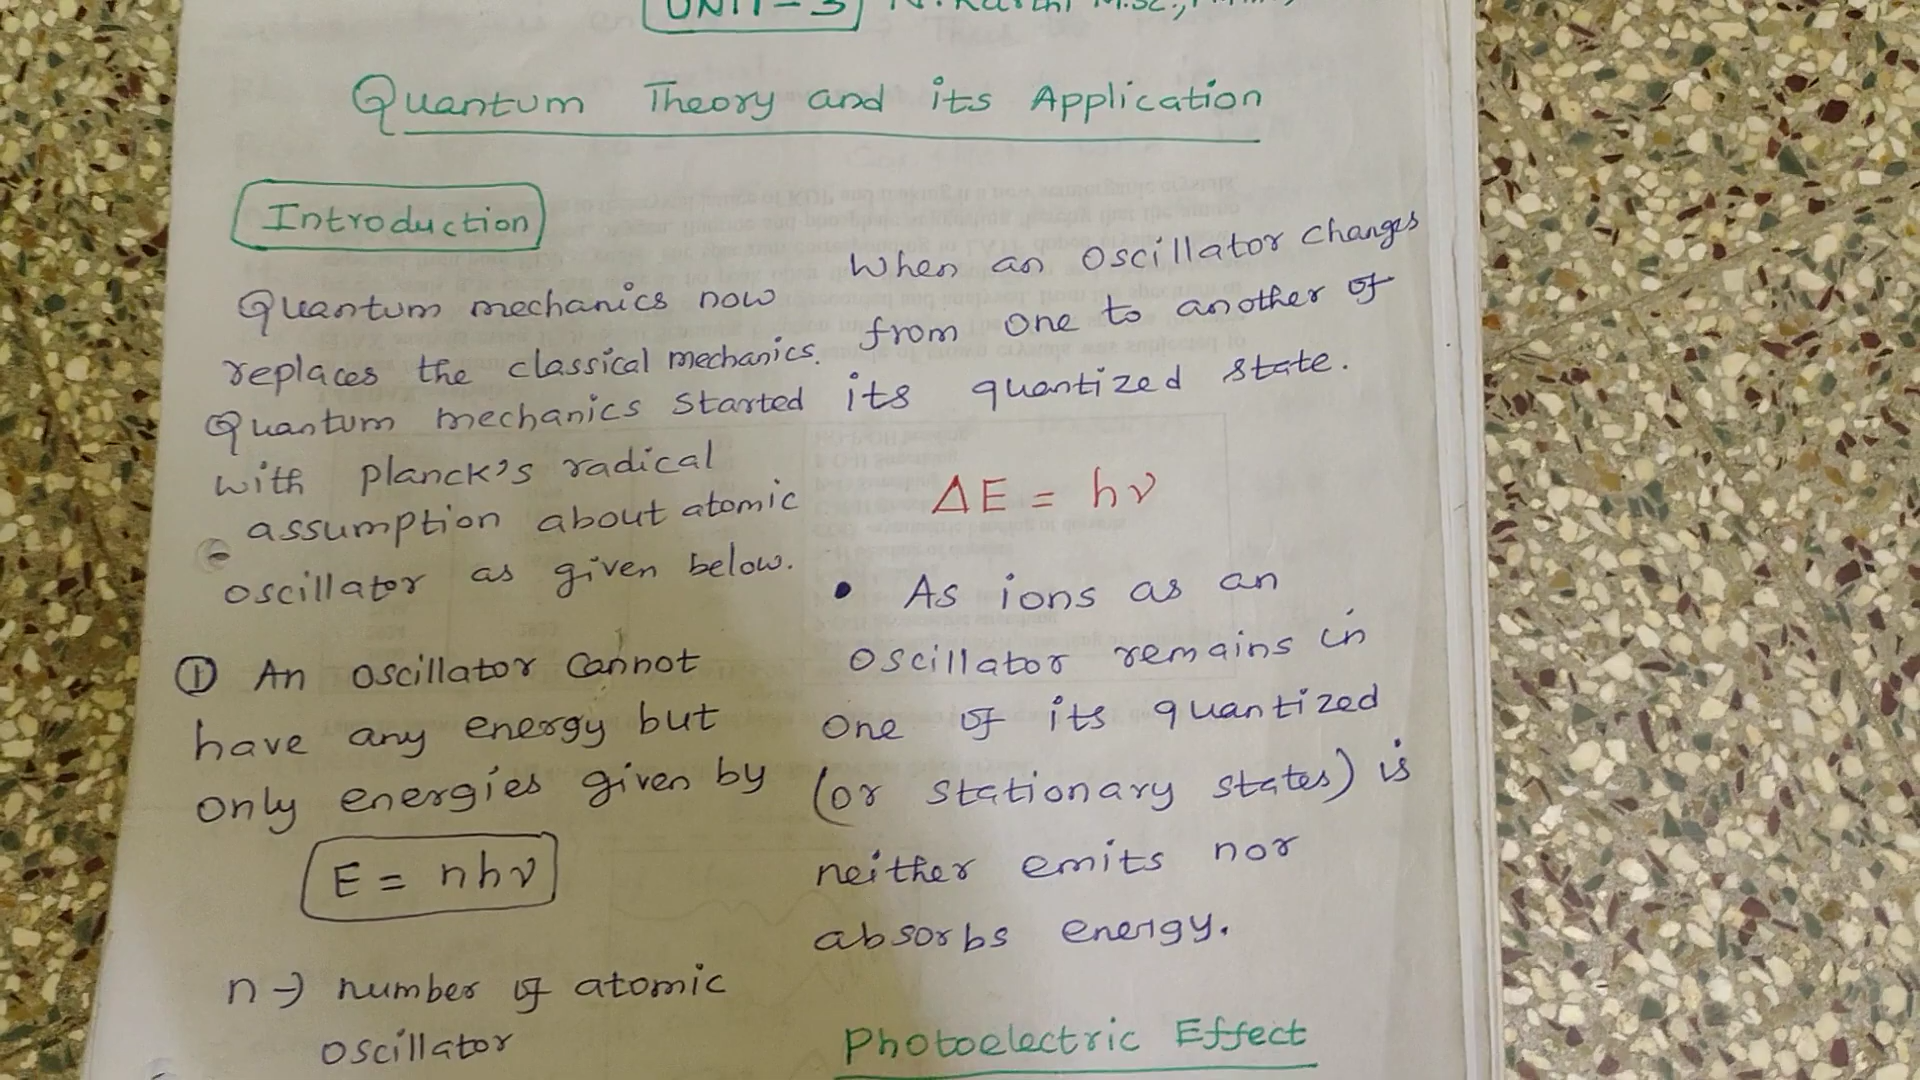 UNIT-3
Quantum Theory and its Application
Introduction
Quantum mechanics now
replaces the classical mechanics.
Quantum mechanics Started
with Planck's radical
assumption about atomic
oscillator as given below.
① An oscillator Cannot
have any energy but
only energies given by
E = nhν
n → number of atomic
oscillator
When an oscillator changes
from one to another of
its quantized state.
ΔE = hν
• As ions as an
oscillator remains in
one of its quantized
(or stationary states) is
neither emits nor
absorbs energy.
Photoelectric Effect